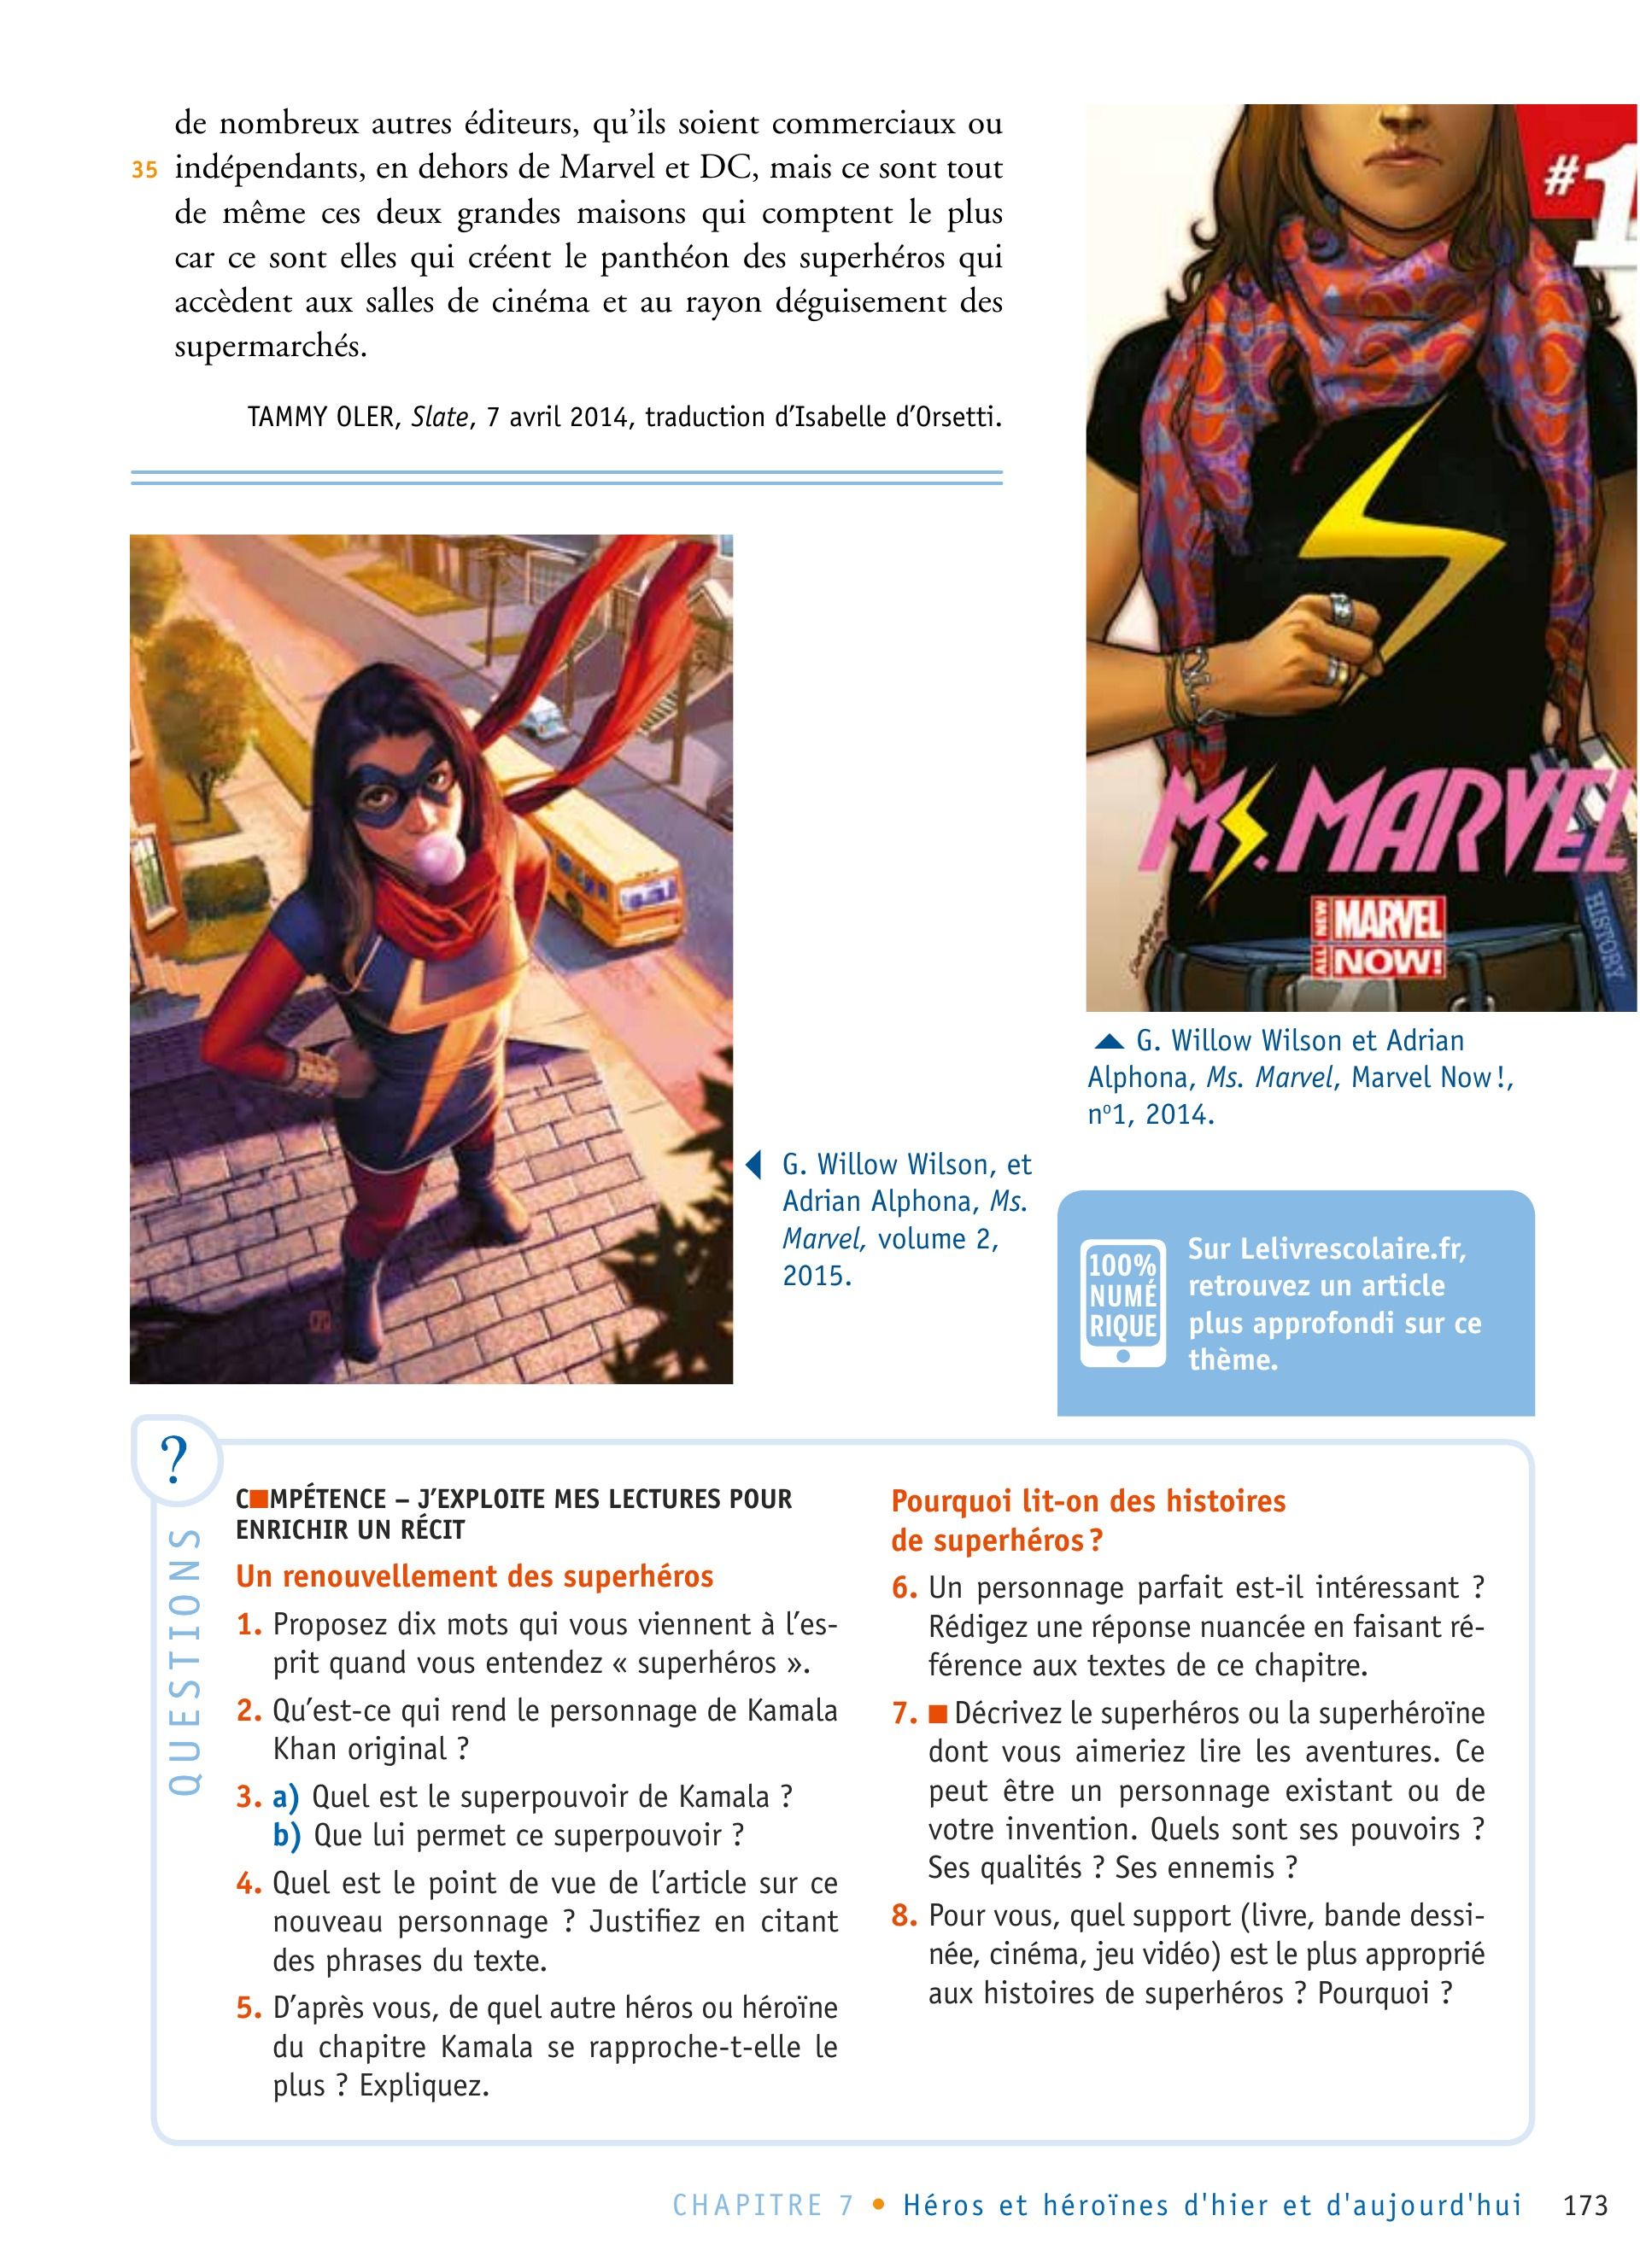 de nombreux autres éditeurs, qu'ils soient commerciaux ou
35 indépendants, en dehors de Marvel et DC, mais ce sont tout
de même ces deux grandes maisons qui comptent le plus
car ce sont elles qui créent le panthéon des superhéros qui
accèdent aux salles de cinéma et au rayon déguisement des
supermarchés.
TAMMY OLER, Slate, 7 avril 2014, traduction d'Isabelle d'Orsetti.
#1
MS. MARVEL
ALL NEW
MARVEL
NOW!
HISTORY
G. Willow Wilson et Adrian
Alphona, Ms. Marvel, Marvel Now !,
nº1, 2014.
G. Willow Wilson, et
Adrian Alphona, Ms.
Marvel, volume 2,
2015.
100%
NUMÉ
RIQUE
Sur Lelivrescolaire.fr,
retrouvez un article
plus approfondi sur ce
thème.
?
QUESTIONS
C■MPÉTENCE – J'EXPLOITE MES LECTURES POUR
ENRICHIR UN RÉCIT
Un renouvellement des superhéros
1. Proposez dix mots qui vous viennent à l'es-
prit quand vous entendez « superhéros ».
2. Qu'est-ce qui rend le personnage de Kamala
Khan original ?
3. a) Quel est le superpouvoir de Kamala ?
b) Que lui permet ce superpouvoir ?
4. Quel est le point de vue de l'article sur ce
nouveau personnage ? Justifiez en citant
des phrases du texte.
5. D'après vous, de quel autre héros ou héroïne
du chapitre Kamala se rapproche-t-elle le
plus ? Expliquez.
Pourquoi lit-on des histoires
de superhéros ?
6. Un personnage parfait est-il intéressant ?
Rédigez une réponse nuancée en faisant ré-
férence aux textes de ce chapitre.
7. ■ Décrivez le superhéros ou la superhéroïne
dont vous aimeriez lire les aventures. Ce
peut être un personnage existant ou de
votre invention. Quels sont ses pouvoirs ?
Ses qualités ? Ses ennemis ?
8. Pour vous, quel support (livre, bande dessi-
née, cinéma, jeu vidéo) est le plus approprié
aux histoires de superhéros ? Pourquoi ?
CHAPITRE 7 • Héros et héroïnes d'hier et d'aujourd'hui 173